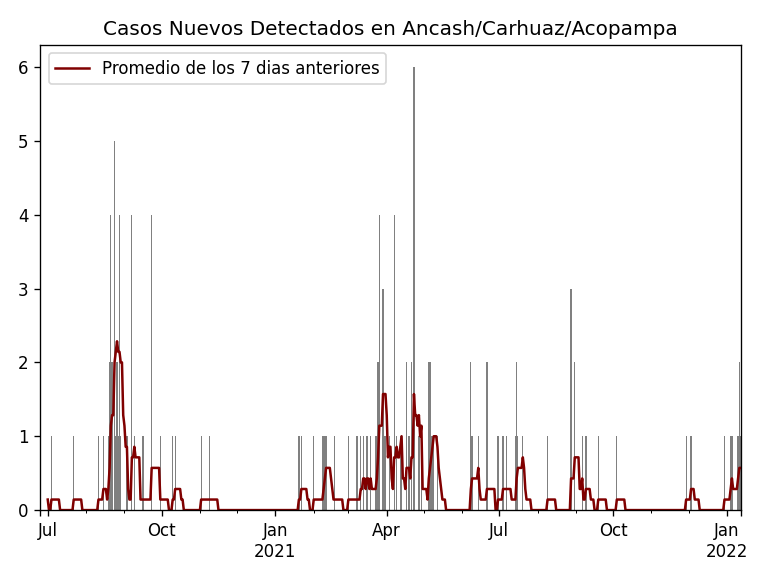 Casos Nuevos Detectados en Ancash/Carhuaz/Acopampa
Promedio de los 7 dias anteriores
6
5
4
3
2
1
0
Jul Oct Jan Apr Jul Oct Jan
2021 2022